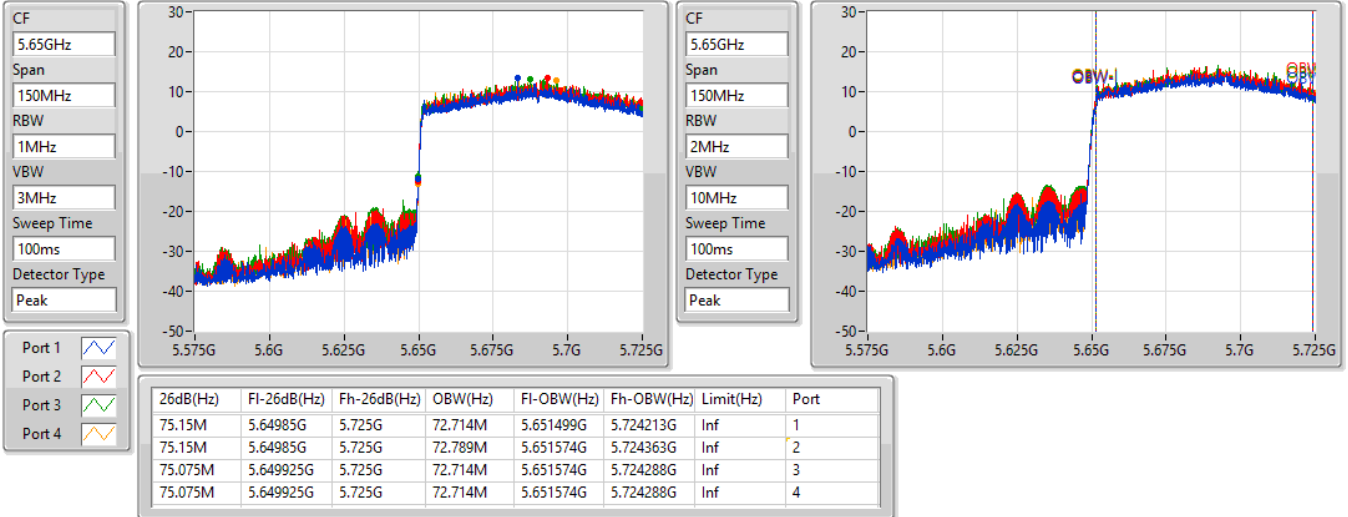 CF
5.65GHz
Span
150MHz
RBW
1MHz
VBW
3MHz
Sweep Time
100ms
Detector Type
Peak
30
20
10
0
-10
-20
-30
-40
-50
5.575G 5.6G 5.625G 5.65G 5.675G 5.7G 5.725G
CF
5.65GHz
Span
150MHz
RBW
2MHz
VBW
10MHz
Sweep Time
100ms
Detector Type
Peak
30
20
10
0
-10
-20
-30
-40
-50
OBW-
5.575G 5.6G 5.625G 5.65G 5.675G 5.7G 5.725G
Port 1
Port 2
Port 3
Port 4
26dB(Hz) Fl-26dB(Hz) Fh-26dB(Hz) OBW(Hz) Fl-OBW(Hz) Fh-OBW(Hz) Limit(Hz) Port
75.15M 5.64985G 5.725G 72.714M 5.651499G 5.724213G Inf 1
75.15M 5.64985G 5.725G 72.789M 5.651574G 5.724363G Inf 2
75.075M 5.649925G 5.725G 72.714M 5.651574G 5.724288G Inf 3
75.075M 5.649925G 5.725G 72.714M 5.651574G 5.724288G Inf 4